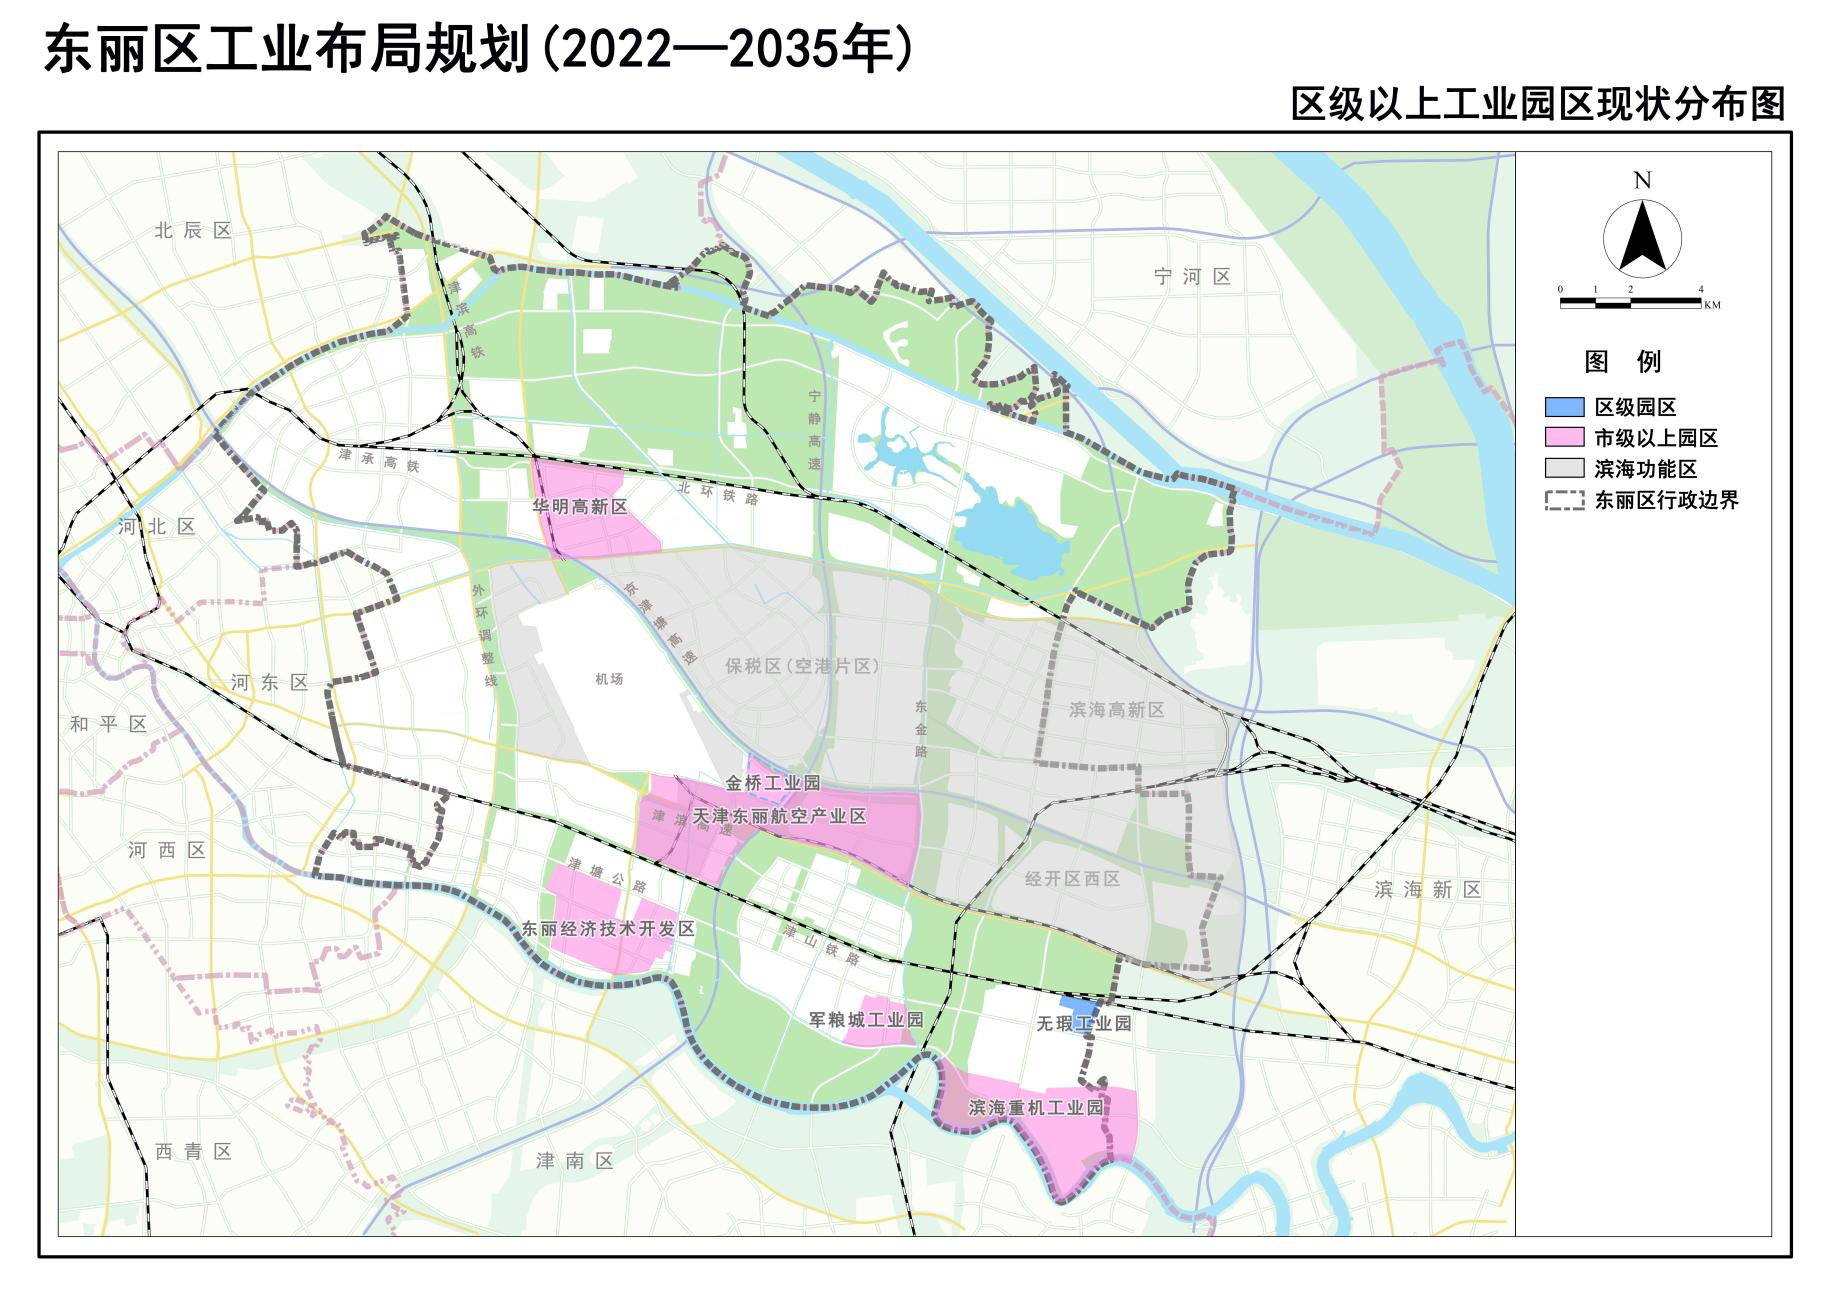 东丽区工业布局规划(2022—2035年)
区级以上工业园区现状分布图
N
0 1 2 4
KM
图 例
区级园区
市级以上园区
滨海功能区
东丽区行政边界
北辰区
宁河区
津滨高铁
宁静高速
津承高铁
北环铁路
华明高新区
河北区
外环调整线
京津塘高速
保税区(空港片区)
机场
河东区
和平区
东金路
滨海高新区
金桥工业园
天津东丽航空产业区
津滨高速
河西区
津塘公路
经开区西区
滨海新区
东丽经济技术开发区
津山铁路
军粮城工业园
无瑕工业园
滨海重机工业园
西青区
津南区